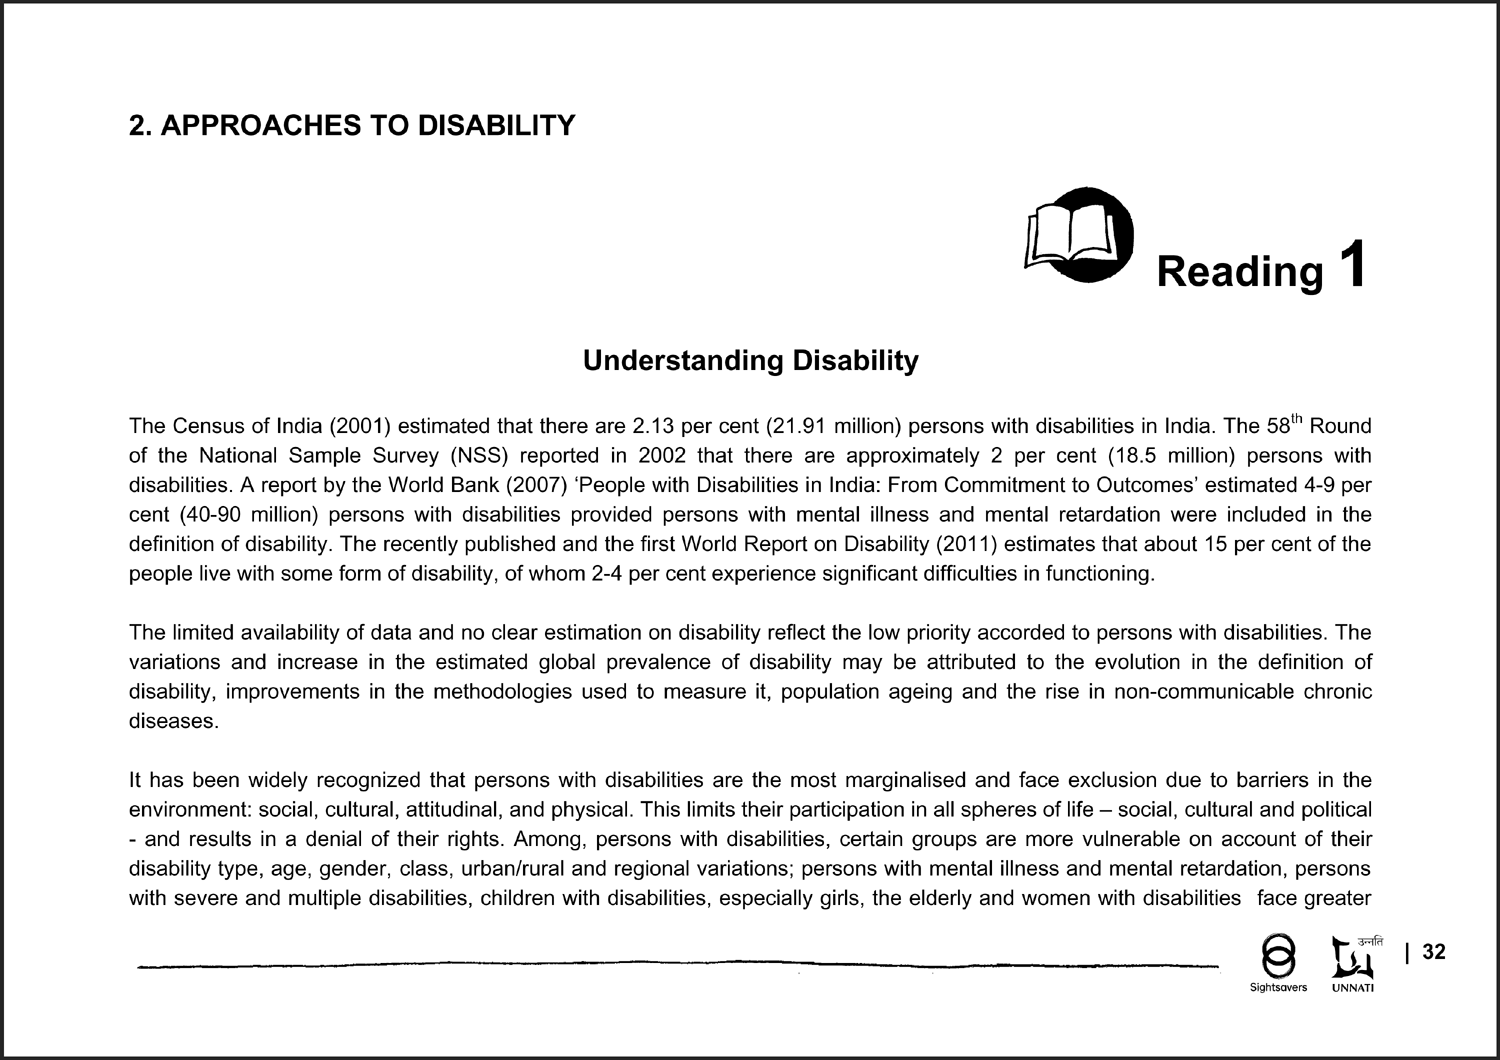 2. APPROACHES TO DISABILITY
Reading 1
Understanding Disability
The Census of India (2001) estimated that there are 2.13 per cent (21.91 million) persons with disabilities in India. The 58th Round
of the National Sample Survey (NSS) reported in 2002 that there are approximately 2 per cent (18.5 million) persons with
disabilities. A report by the World Bank (2007) ‘People with Disabilities in India: From Commitment to Outcomes’ estimated 4-9 per
cent (40-90 million) persons with disabilities provided persons with mental illness and mental retardation were included in the
definition of disability. The recently published and the first World Report on Disability (2011) estimates that about 15 per cent of the
people live with some form of disability, of whom 2-4 per cent experience significant difficulties in functioning.
The limited availability of data and no clear estimation on disability reflect the low priority accorded to persons with disabilities. The
variations and increase in the estimated global prevalence of disability may be attributed to the evolution in the definition of
disability, improvements in the methodologies used to measure it, population ageing and the rise in non-communicable chronic
diseases.
It has been widely recognized that persons with disabilities are the most marginalised and face exclusion due to barriers in the
environment: social, cultural, attitudinal, and physical. This limits their participation in all spheres of life – social, cultural and political
- and results in a denial of their rights. Among, persons with disabilities, certain groups are more vulnerable on account of their
disability type, age, gender, class, urban/rural and regional variations; persons with mental illness and mental retardation, persons
with severe and multiple disabilities, children with disabilities, especially girls, the elderly and women with disabilities face greater
उन्नति
| 32
Sightsavers
UNNATI